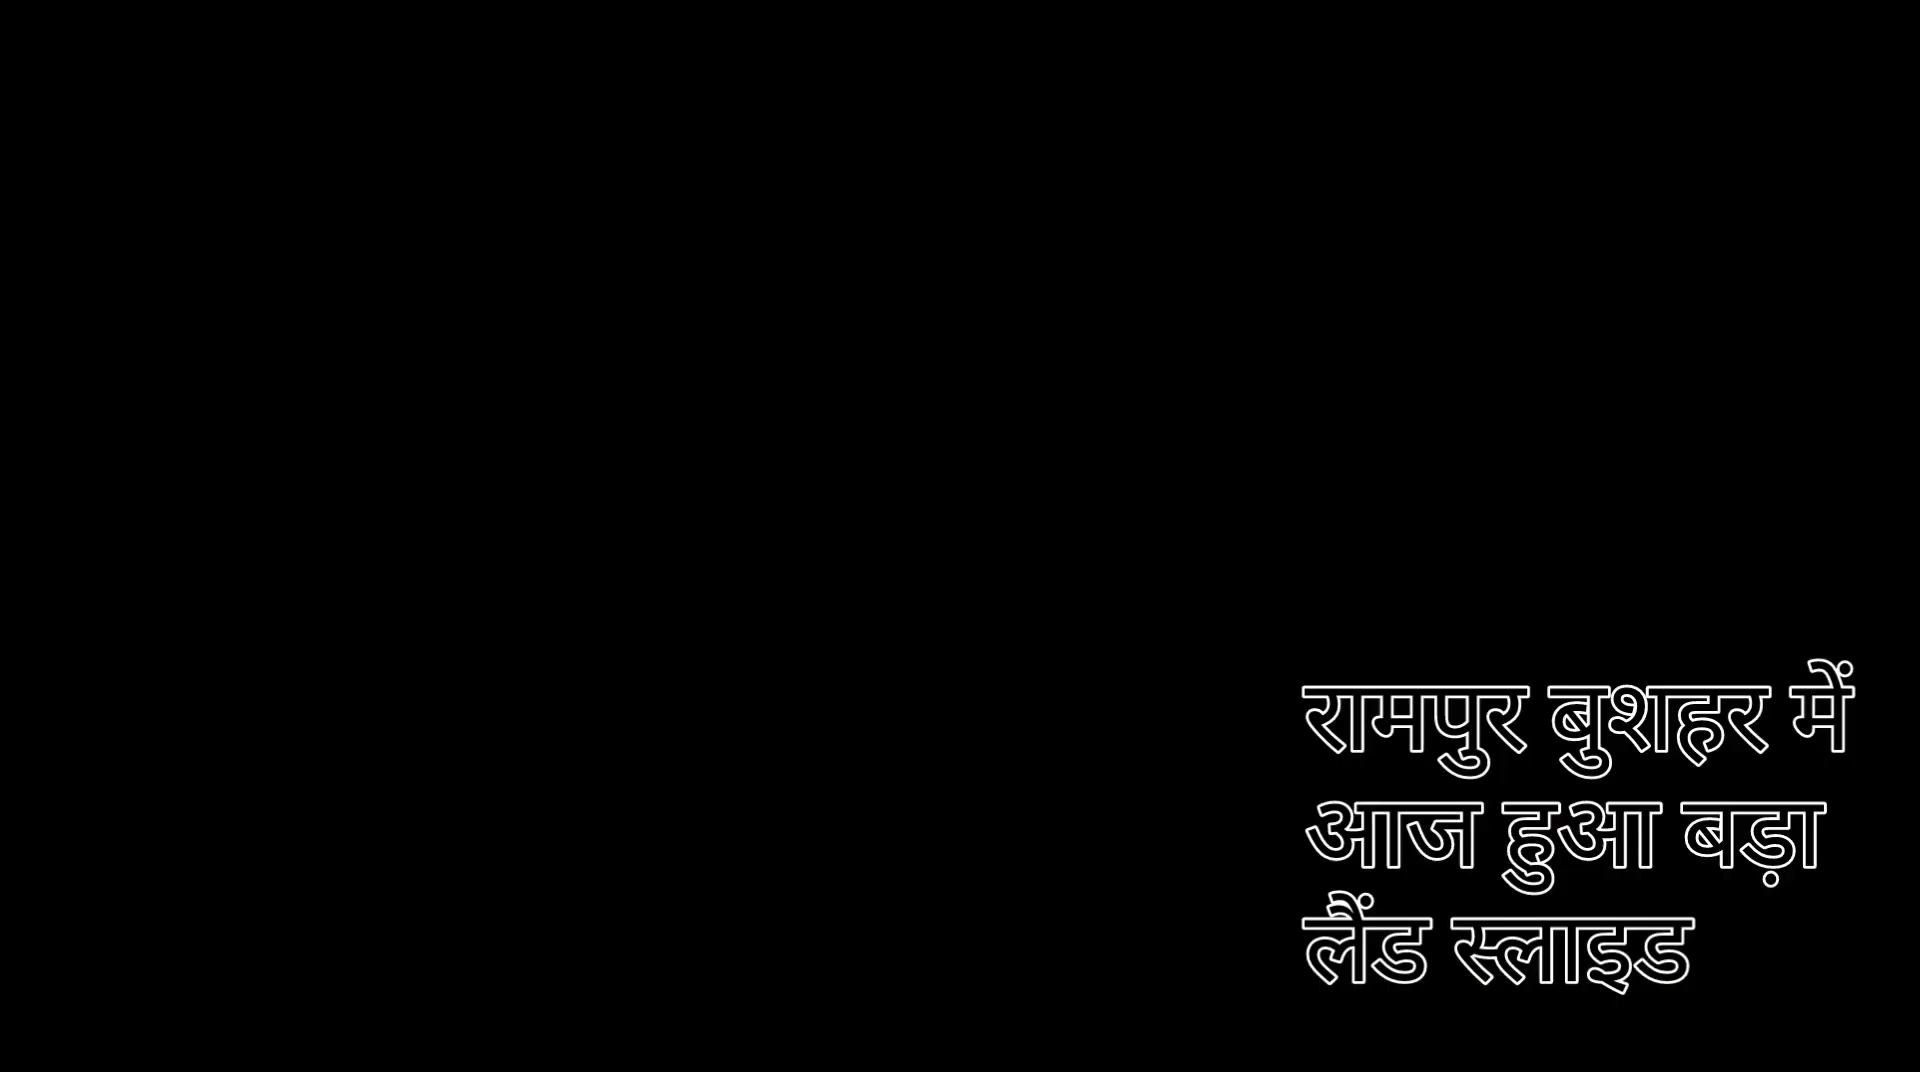 रामपुर बुशहर में
आज हुआ बड़ा
लैंड स्लाइड